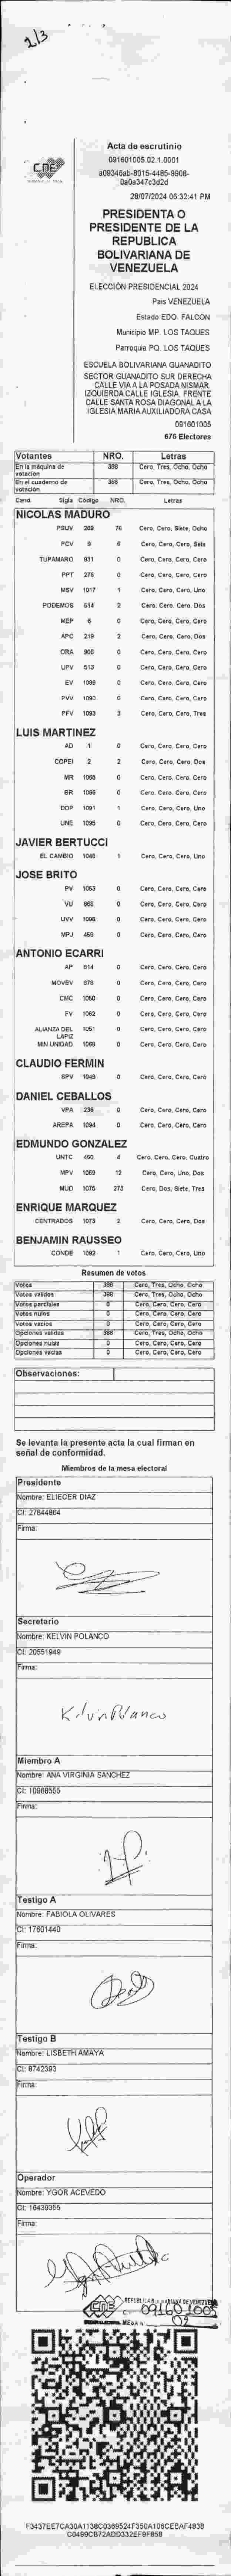 2/3
Acta de escrutinio
CNE
091601005.02.1.0001
a09346ab-8015-4485-9908-
0a0a347c3d2d
28/07/2024 06:32:41 PM
PRESIDENTA O
PRESIDENTE DE LA
REPUBLICA
BOLIVARIANA DE
VENEZUELA
ELECCIÓN PRESIDENCIAL 2024
País VENEZUELA
Estado EDO. FALCON
Municipio MP. LOS TAQUES
Parroquia PQ. LOS TAQUES
ESCUELA BOLIVARIANA GUANADITO
SECTOR GUANADITO SUR DERECHA
CALLE VIA A LA POSADA NISMAR.
IZQUIERDA CALLE IGLESIA. FRENTE
CALLE SANTA ROSA DIAGONAL A LA
IGLESIA MARIA AUXILIADORA CASA
091601005
676 Electores
Votantes NRO. Letras
En la máquina de votación 388 Cero, Tres, Ocho, Ocho
En el cuaderno de votación 388 Cero, Tres, Ocho, Ocho
Cand. Sigla Código NRO. Letras
NICOLAS MADURO
PSUV 269 76 Cero, Cero, Siete, Ocho
PCV 9 6 Cero, Cero, Cero, Seis
TUPAMARO 931 0 Cero, Cero, Cero, Cero
PPT 276 0 Cero, Cero, Cero, Cero
MSV 1017 1 Cero, Cero, Cero, Uno
PODEMOS 514 2 Cero, Cero, Cero, Dos
MEP 6 0 Cero, Cero, Cero, Cero
APC 219 2 Cero, Cero, Cero, Dos
ORA 906 0 Cero, Cero, Cero, Cero
UPV 513 0 Cero, Cero, Cero, Cero
EV 1099 0 Cero, Cero, Cero, Cero
PVV 1090 0 Cero, Cero, Cero, Cero
PFV 1093 3 Cero, Cero, Cero, Tres
LUIS MARTINEZ
AD 1 0 Cero, Cero, Cero, Cero
COPEI 2 2 Cero, Cero, Cero, Dos
MR 1065 0 Cero, Cero, Cero, Cero
BR 1066 0 Cero, Cero, Cero, Cero
DDP 1091 1 Cero, Cero, Cero, Uno
UNE 1095 0 Cero, Cero, Cero, Cero
JAVIER BERTUCCI
EL CAMBIO 1049 1 Cero, Cero, Cero, Uno
JOSE BRITO
PV 1053 0 Cero, Cero, Cero, Cero
VU 868 0 Cero, Cero, Cero, Cero
UVV 1096 0 Cero, Cero, Cero, Cero
MPJ 458 0 Cero, Cero, Cero, Cero
ANTONIO ECARRI
AP 814 0 Cero, Cero, Cero, Cero
MOVEV 878 0 Cero, Cero, Cero, Cero
CMC 1060 0 Cero, Cero, Cero, Cero
FV 1062 0 Cero, Cero, Cero, Cero
ALIANZA DEL LAPIZ 1051 0 Cero, Cero, Cero, Cero
MIN UNIDAD 1069 0 Cero, Cero, Cero, Cero
CLAUDIO FERMIN
SPV 1049 0 Cero, Cero, Cero, Cero
DANIEL CEBALLOS
VPA 236 0 Cero, Cero, Cero, Cero
AREPA 1094 0 Cero, Cero, Cero, Cero
EDMUNDO GONZALEZ
UNTC 460 4 Cero, Cero, Cero, Cuatro
MPV 1069 12 Cero, Cero, Uno, Dos
MUD 1075 273 Cero, Dos, Siete, Tres
ENRIQUE MARQUEZ
CENTRADOS 1073 2 Cero, Cero, Cero, Dos
BENJAMIN RAUSSEO
CONDE 1092 1 Cero, Cero, Cero, Uno
Resumen de votos
Votos 388 Cero, Tres, Ocho, Ocho
Votos validos 388 Cero, Tres, Ocho, Ocho
Votos parciales 0 Cero, Cero, Cero, Cero
Votos nulos 0 Cero, Cero, Cero, Cero
Votos vacios 0 Cero, Cero, Cero, Cero
Opciones validas 388 Cero, Tres, Ocho, Ocho
Opciones nulas 0 Cero, Cero, Cero, Cero
Opciones vacias 0 Cero, Cero, Cero, Cero
Observaciones:
Se levanta la presente acta la cual firman en
señal de conformidad.
Miembros de la mesa electoral
Presidente
Nombre: ELIECER DIAZ
CI: 27844864
Firma:
Secretario
Nombre: KELVIN POLANCO
CI: 20551949
Firma:
Kelvin Polanco
Miembro A
Nombre: ANA VIRGINIA SANCHEZ
CI: 10968555
Firma:
Testigo A
Nombre: FABIOLA OLIVARES
CI: 17601440
Firma:
Testigo B
Nombre: LISBETH AMAYA
CI: 8742393
Firma:
Operador
Nombre: YGOR ACEVEDO
CI: 16439355
Firma:
CNE
REPUBLICA BOLIVARIANA DE VENEZUELA
091601005
MESA 02
F3437EE7CA30A1138C0369524F350A106CEBAF4838
C0499CB72ADD332EF9F858